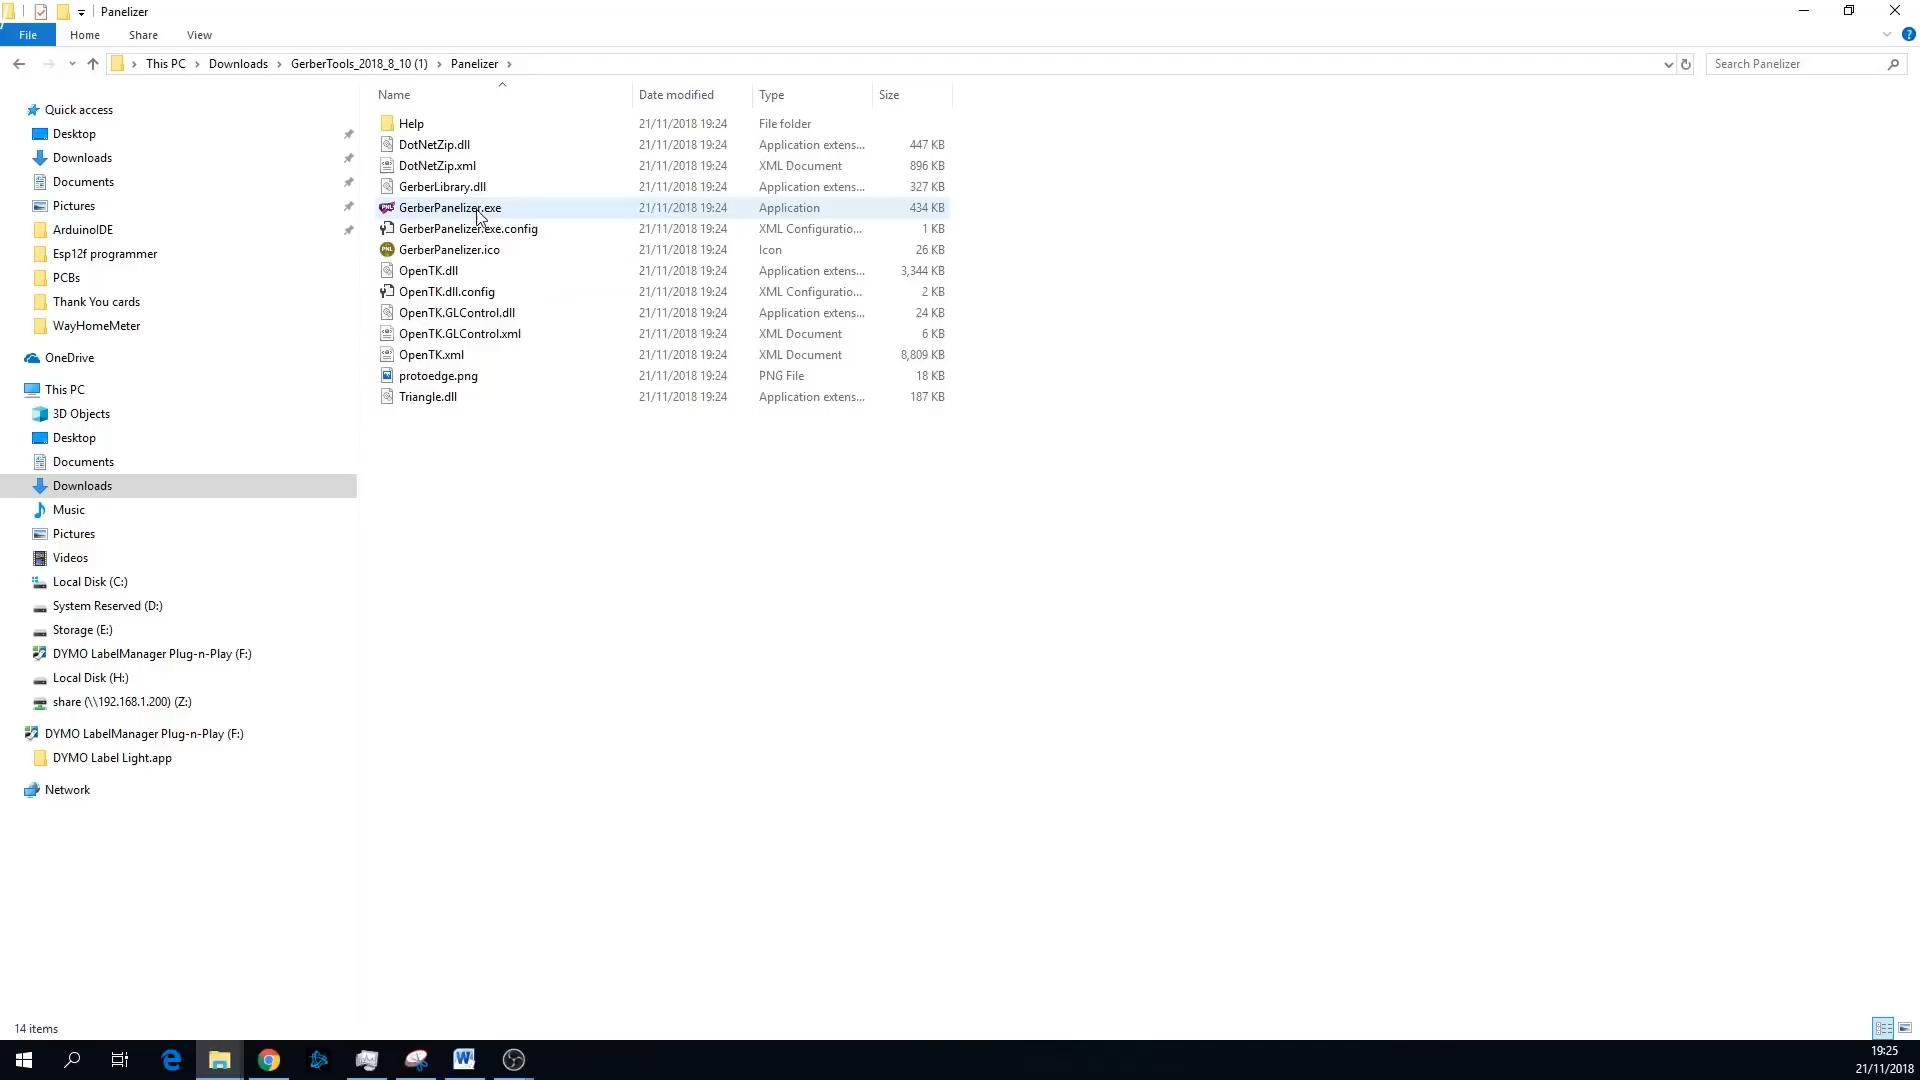 Panelizer
File Home Share View
This PC Downloads GerberTools_2018_8_10 (1) Panelizer
Search Panelizer
Name Date modified Type Size
Help 21/11/2018 19:24 File folder
DotNetZip.dll 21/11/2018 19:24 Application extens... 447 KB
DotNetZip.xml 21/11/2018 19:24 XML Document 896 KB
GerberLibrary.dll 21/11/2018 19:24 Application extens... 327 KB
GerberPanelizer.exe 21/11/2018 19:24 Application 434 KB
GerberPanelizer.exe.config 21/11/2018 19:24 XML Configuratio... 1 KB
GerberPanelizer.ico 21/11/2018 19:24 Icon 26 KB
OpenTK.dll 21/11/2018 19:24 Application extens... 3,344 KB
OpenTK.dll.config 21/11/2018 19:24 XML Configuratio... 2 KB
OpenTK.GLControl.dll 21/11/2018 19:24 Application extens... 24 KB
OpenTK.GLControl.xml 21/11/2018 19:24 XML Document 6 KB
OpenTK.xml 21/11/2018 19:24 XML Document 8,809 KB
protoedge.png 21/11/2018 19:24 PNG File 18 KB
Triangle.dll 21/11/2018 19:24 Application extens... 187 KB
Quick access
Desktop
Downloads
Documents
Pictures
ArduinoIDE
Esp12f programmer
PCBs
Thank You cards
WayHomeMeter
OneDrive
This PC
3D Objects
Desktop
Documents
Downloads
Music
Pictures
Videos
Local Disk (C:)
System Reserved (D:)
Storage (E:)
DYMO LabelManager Plug-n-Play (F:)
Local Disk (H:)
share (\\192.168.1.200) (Z:)
DYMO LabelManager Plug-n-Play (F:)
DYMO Label Light.app
Network
14 items
19:25
21/11/2018